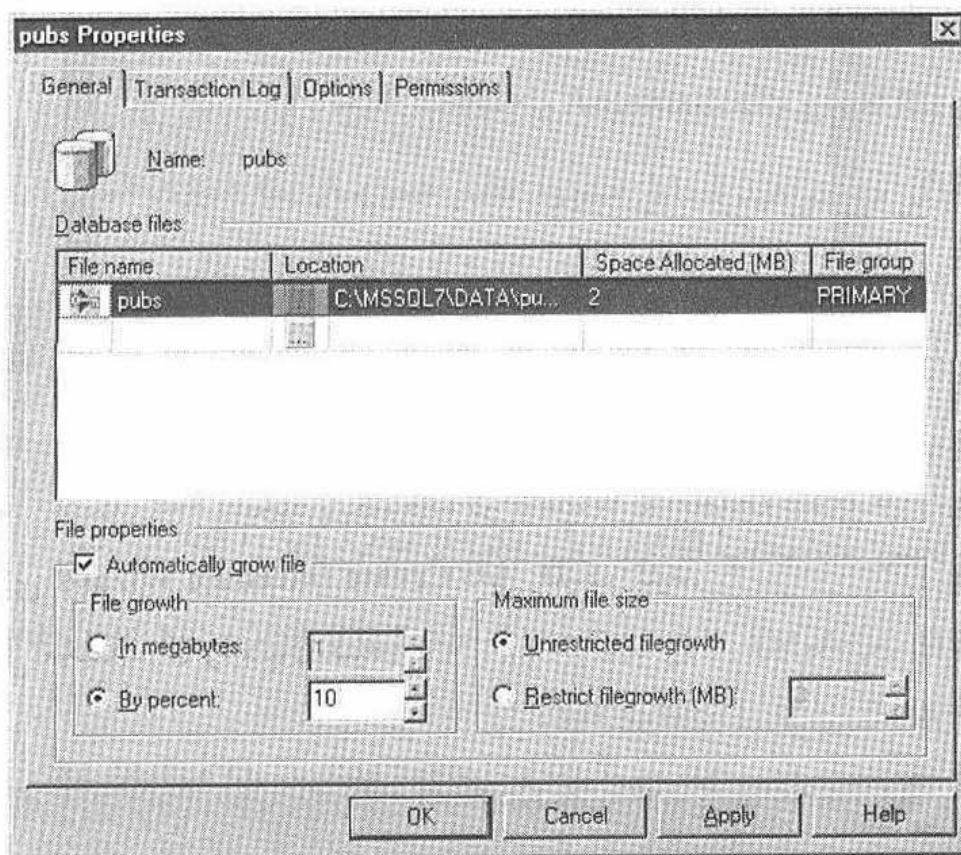 pubs Properties
General Transaction Log Options Permissions
Name: pubs
Database files
File name Location Space Allocated (MB) File group
pubs ... C:\MSSQL7\DATA\pu... 2 PRIMARY
...
File properties
Automatically grow file
File growth Maximum file size
In megabytes: 1 Unrestricted filegrowth
By percent: 10 Restrict filegrowth (MB):
OK Cancel Apply Help